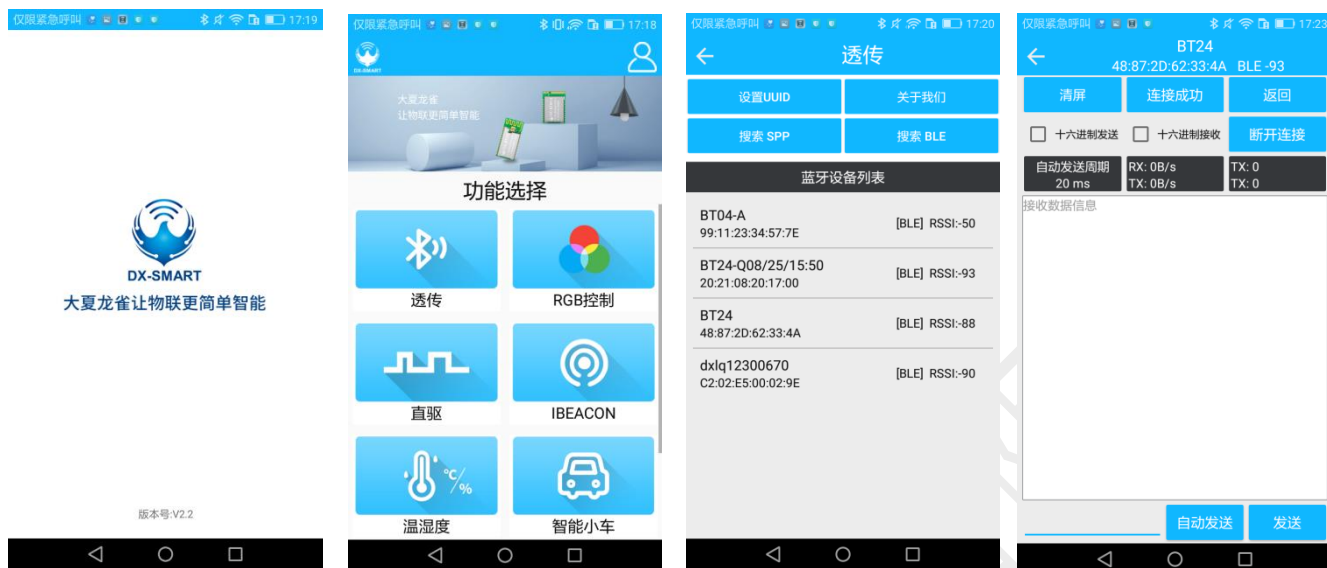 仅限紧急呼叫 17:19
DX-SMART
大夏龙雀让物联更简单智能
版本号:V2.2
仅限紧急呼叫 17:18
DX-SMART
大夏龙雀
让物联更简单智能
功能选择
透传 RGB控制
直驱 IBEACON
℃/%
温湿度 智能小车
仅限紧急呼叫 17:20
透传
设置UUID 关于我们
搜索 SPP 搜索 BLE
蓝牙设备列表
BT04-A
99:11:23:34:57:7E [BLE] RSSI:-50
BT24-Q08/25/15:50
20:21:08:20:17:00 [BLE] RSSI:-93
BT24
48:87:2D:62:33:4A [BLE] RSSI:-88
dxlq12300670
C2:02:E5:00:02:9E [BLE] RSSI:-90
仅限紧急呼叫 17:23
BT24
48:87:2D:62:33:4A BLE -93
清屏 连接成功 返回
十六进制发送 十六进制接收 断开连接
自动发送周期 RX: 0B/s TX: 0
20 ms TX: 0B/s TX: 0
接收数据信息
自动发送 发送